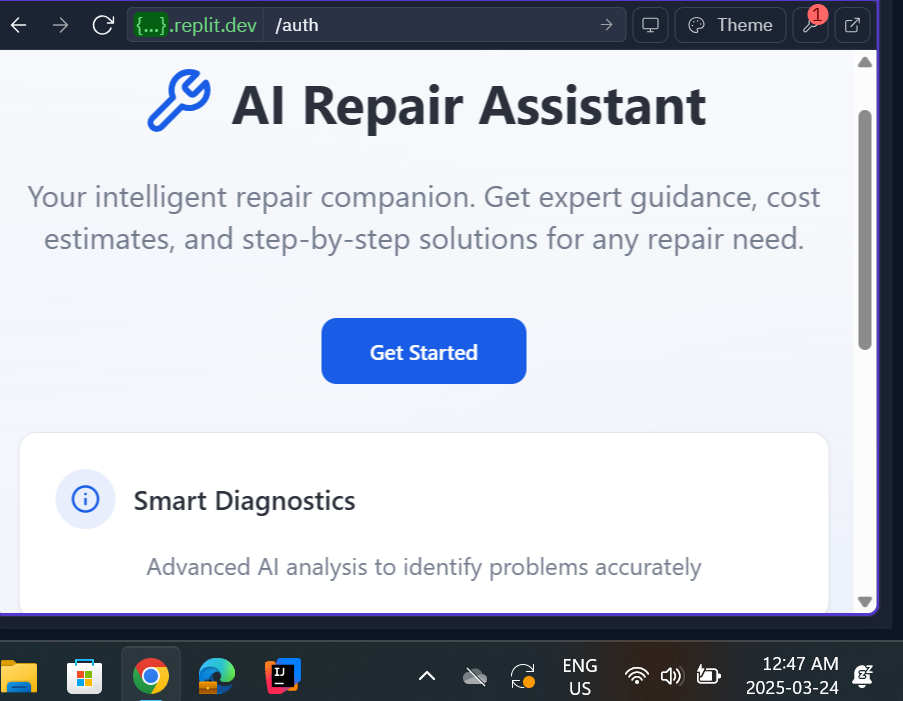 {...}.replit.dev /auth Theme 1
AI Repair Assistant
Your intelligent repair companion. Get expert guidance, cost
estimates, and step-by-step solutions for any repair need.
Get Started
Smart Diagnostics
Advanced AI analysis to identify problems accurately
IJ
ENG
US
12:47 AM
2025-03-24